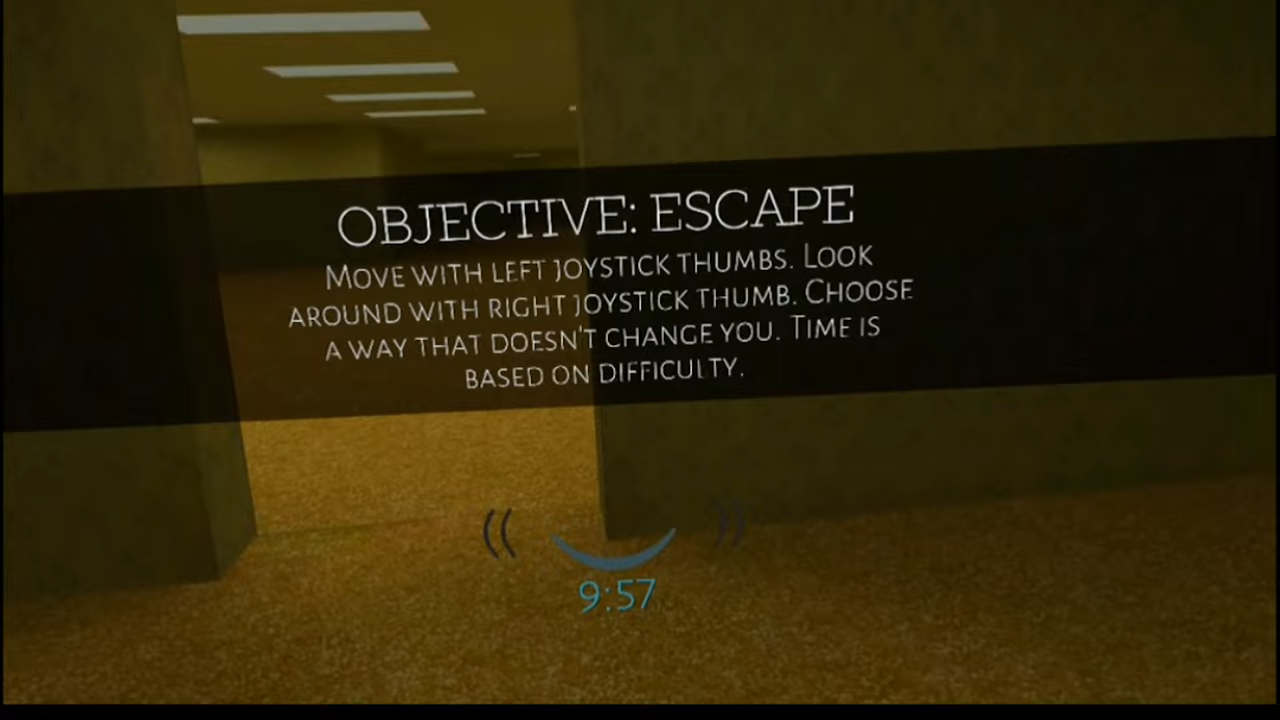 OBJECTIVE: ESCAPE
MOVE WITH LEFT JOYSTICK THUMBS. LOOK
AROUND WITH RIGHT JOYSTICK THUMB. CHOOSE
A WAY THAT DOESN'T CHANGE YOU. TIME IS
BASED ON DIFFICULTY.
9:57